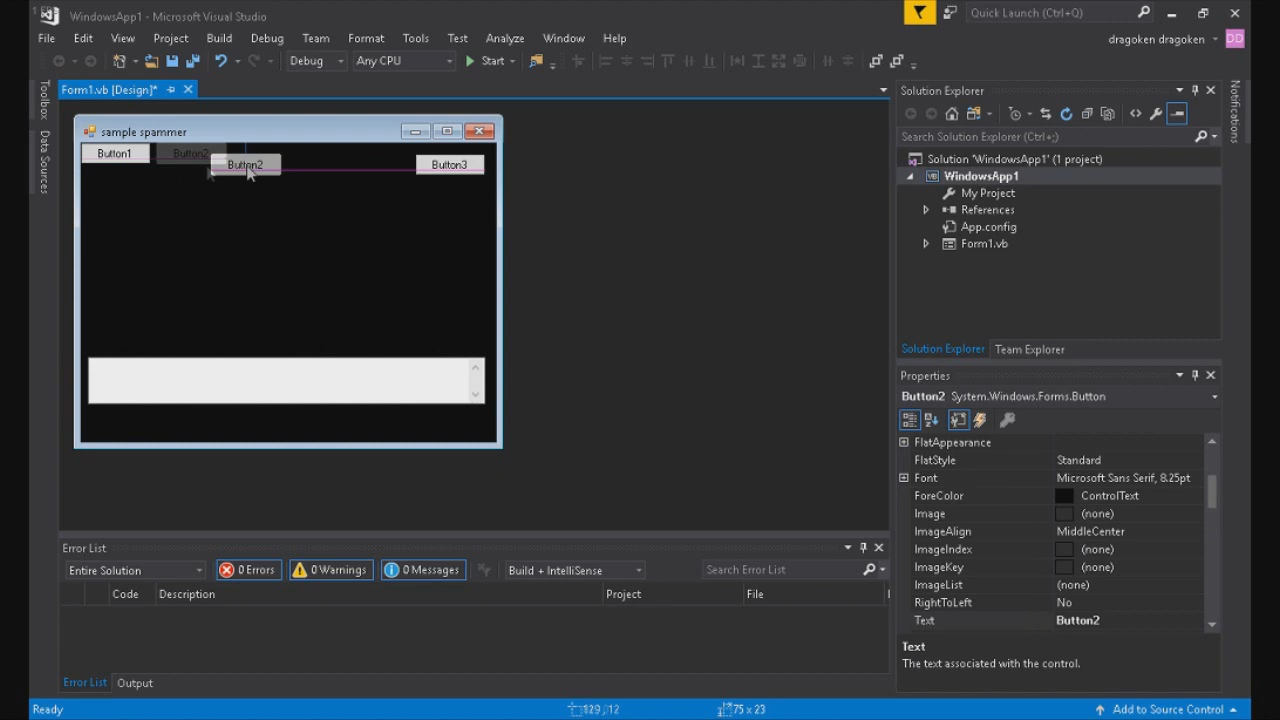 WindowsApp1 - Microsoft Visual Studio
Quick Launch (Ctrl+Q)
File Edit View Project Build Debug Team Format Tools Test Analyze Window Help
dragoken dragoken DD
Debug Any CPU Start
Toolbox
Data Sources
Form1.vb [Design]*
sample spammer
Button1 Button2 Button2 Button3
Solution Explorer
Search Solution Explorer (Ctrl+;)
Solution 'WindowsApp1' (1 project)
WindowsApp1
My Project
References
App.config
Form1.vb
Solution Explorer Team Explorer
Notifications
Properties
Button2 System.Windows.Forms.Button
FlatAppearance
FlatStyle Standard
Font Microsoft Sans Serif, 8.25pt
ForeColor ControlText
Image (none)
ImageAlign MiddleCenter
ImageIndex (none)
ImageKey (none)
ImageList (none)
RightToLeft No
Text Button2
Text
The text associated with the control.
Error List
Entire Solution 0 Errors 0 Warnings 0 Messages Build + IntelliSense Search Error List
Code Description Project File
Error List Output
Ready 75 x 23 Add to Source Control